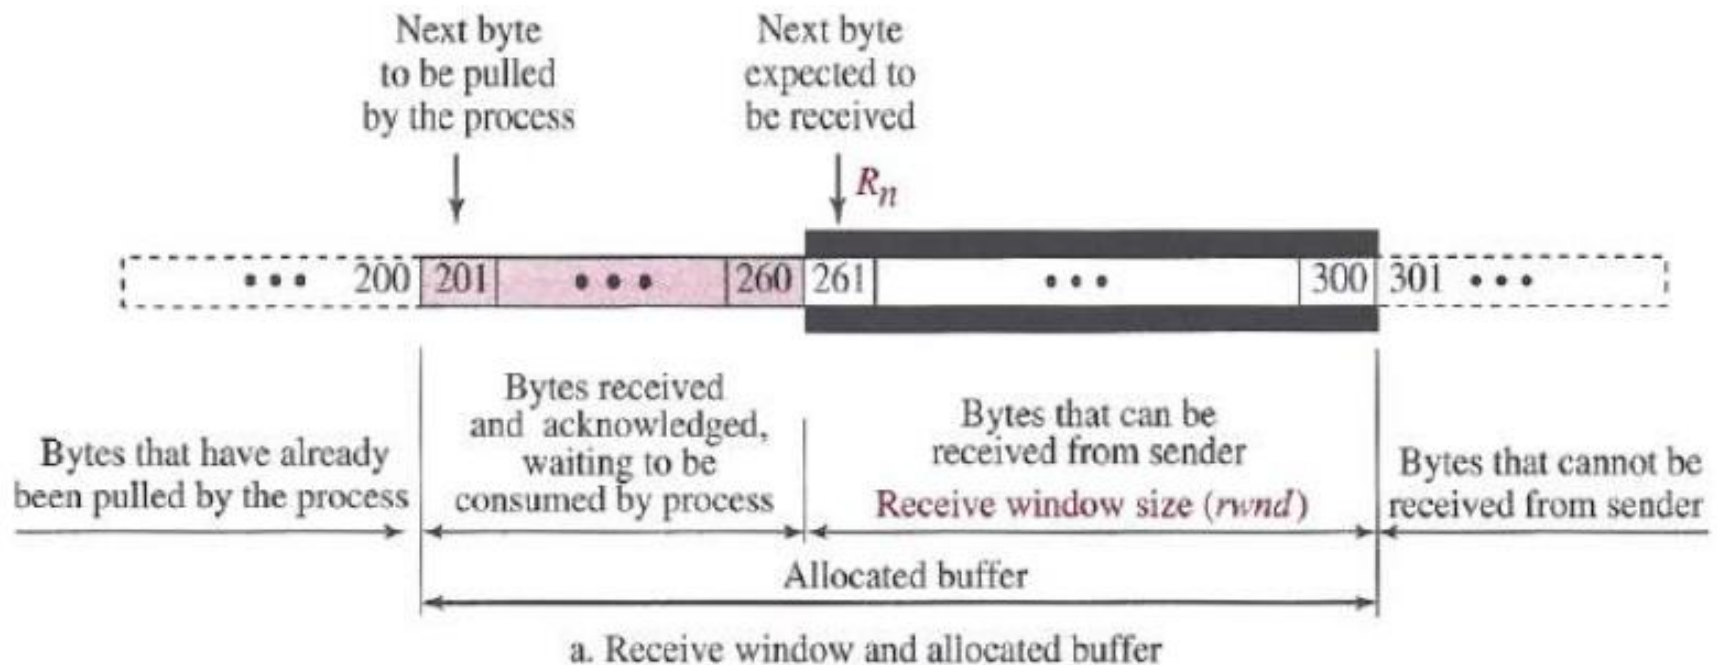 Next byte
to be pulled
by the process
Next byte
expected to
be received
Rn
••• 200 201 ••• 260 261 ••• 300 301 •••
Bytes that have already
been pulled by the process
Bytes received
and acknowledged,
waiting to be
consumed by process
Bytes that can be
received from sender
Receive window size (rwnd)
Bytes that cannot be
received from sender
Allocated buffer
a. Receive window and allocated buffer